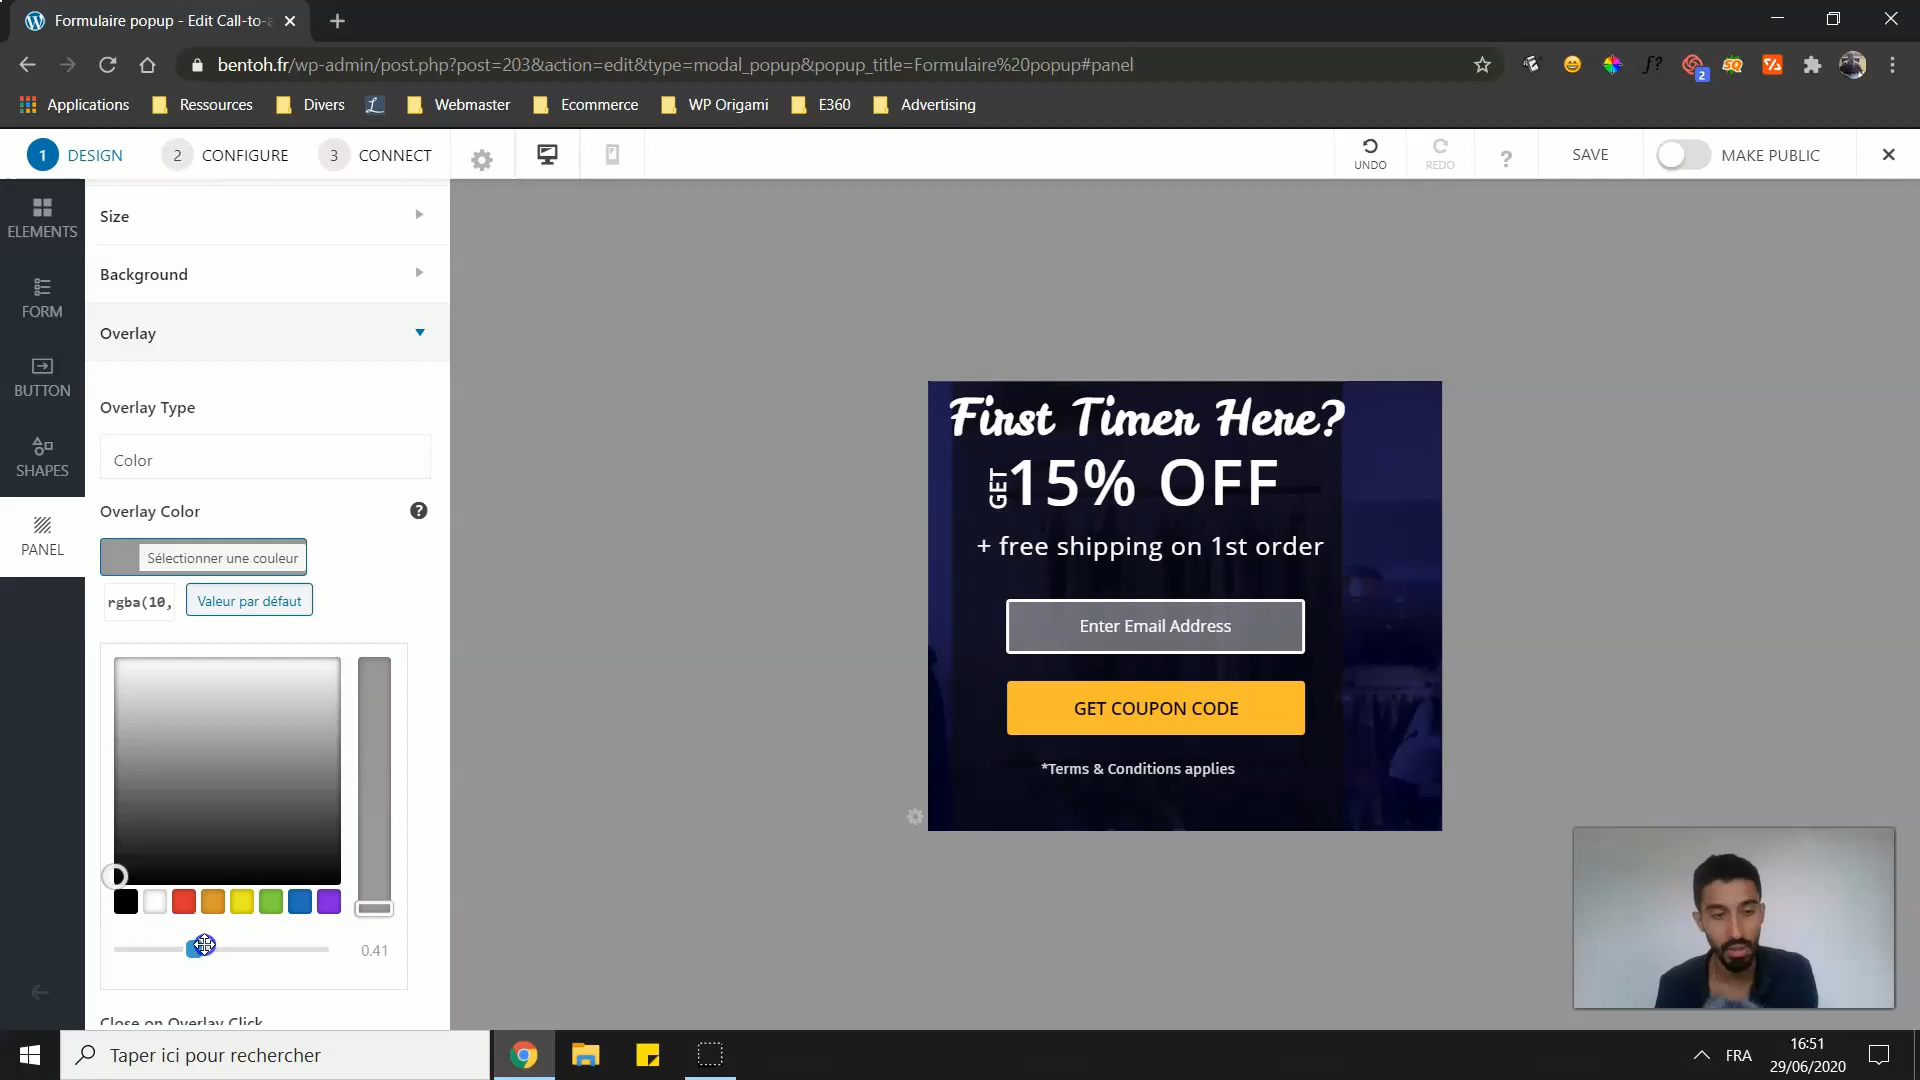 Formulaire popup - Edit Call-to-a
bentoh.fr/wp-admin/post.php?post=203&action=edit&type=modal_popup&popup_title=Formulaire%20popup#panel
f?
2
SQ
Applications
Ressources
Divers
L
Webmaster
Ecommerce
WP Origami
E360
Advertising
1 DESIGN
2 CONFIGURE
3 CONNECT
UNDO
REDO
?
SAVE
MAKE PUBLIC
ELEMENTS
FORM
BUTTON
SHAPES
PANEL
Size
Background
Overlay
Overlay Type
Color
Overlay Color
?
Sélectionner une couleur
rgba(10,
Valeur par défaut
0.41
Close on Overlay Click
First Timer Here?
GET 15% OFF
+ free shipping on 1st order
Enter Email Address
GET COUPON CODE
*Terms & Conditions applies
Taper ici pour rechercher
FRA
16:51
29/06/2020